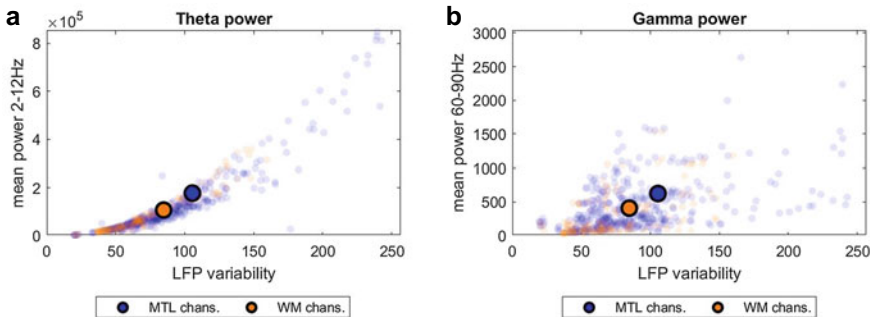 a
Theta power
×10⁵
8
6
4
2
0
mean power 2-12Hz
0 50 100 150 200 250
LFP variability
MTL chans. WM chans.
b
Gamma power
3000
2500
2000
1500
1000
500
0
mean power 60-90Hz
0 50 100 150 200 250
LFP variability
MTL chans. WM chans.